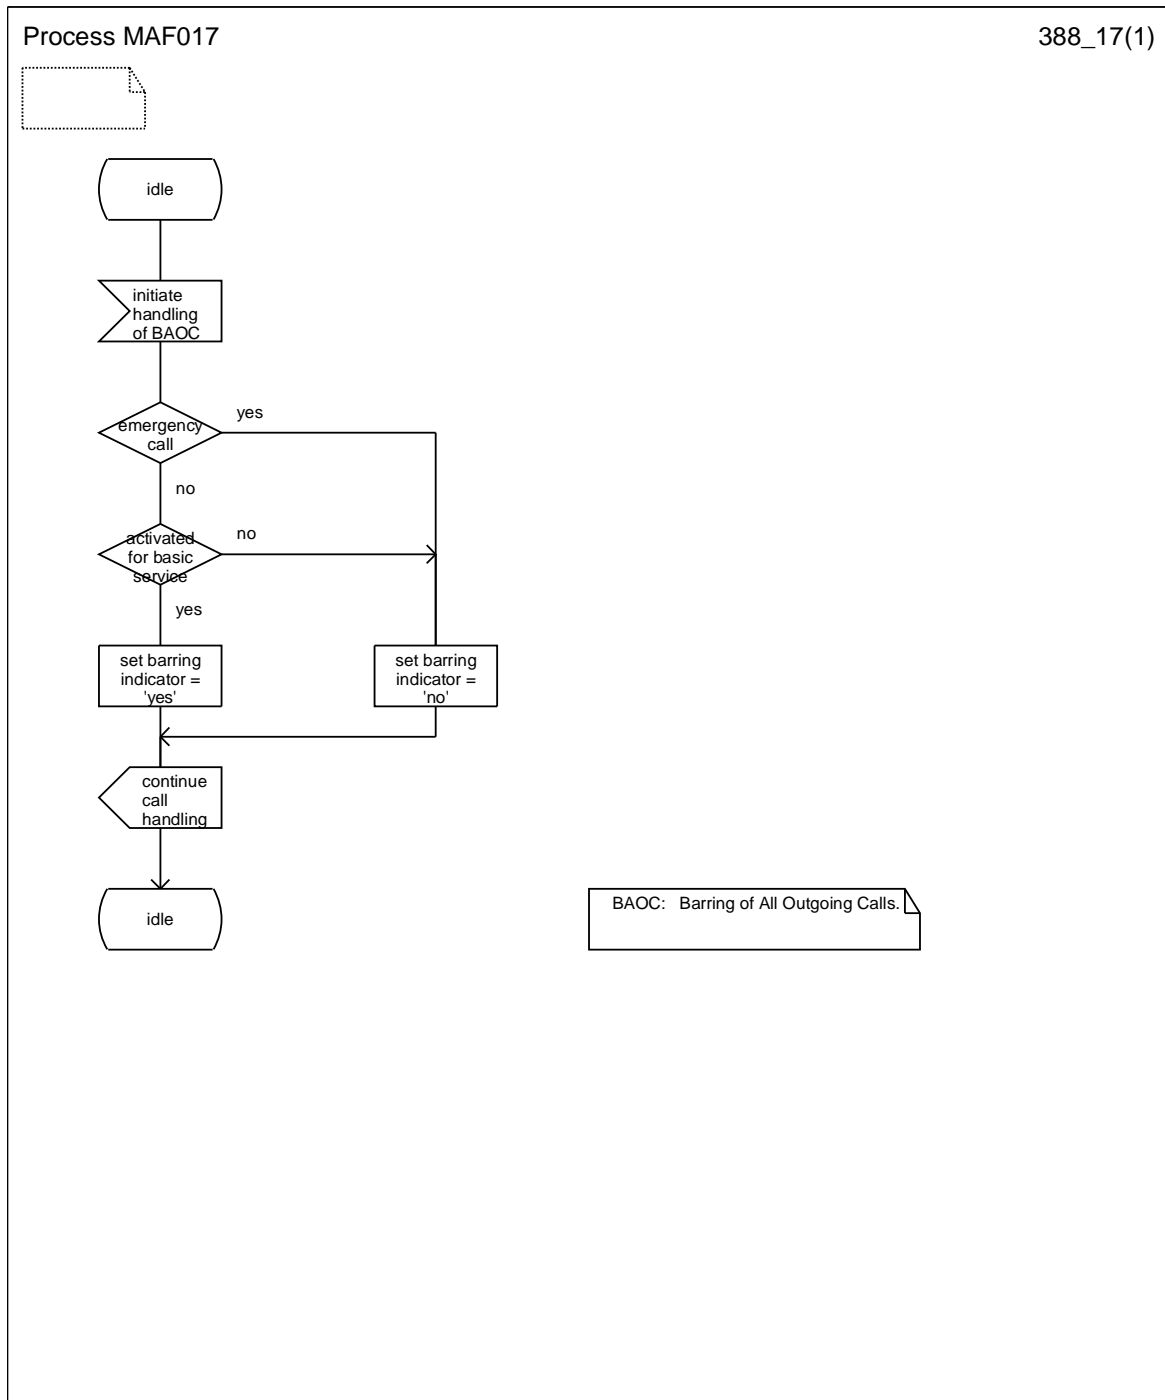 Process MAF017
388_17(1)
idle
initiate
handling
of BAOC
emergency
call
yes
no
activated
for basic
service
no
yes
set barring
indicator =
'yes'
set barring
indicator =
'no'
continue
call
handling
idle
BAOC: Barring of All Outgoing Calls.